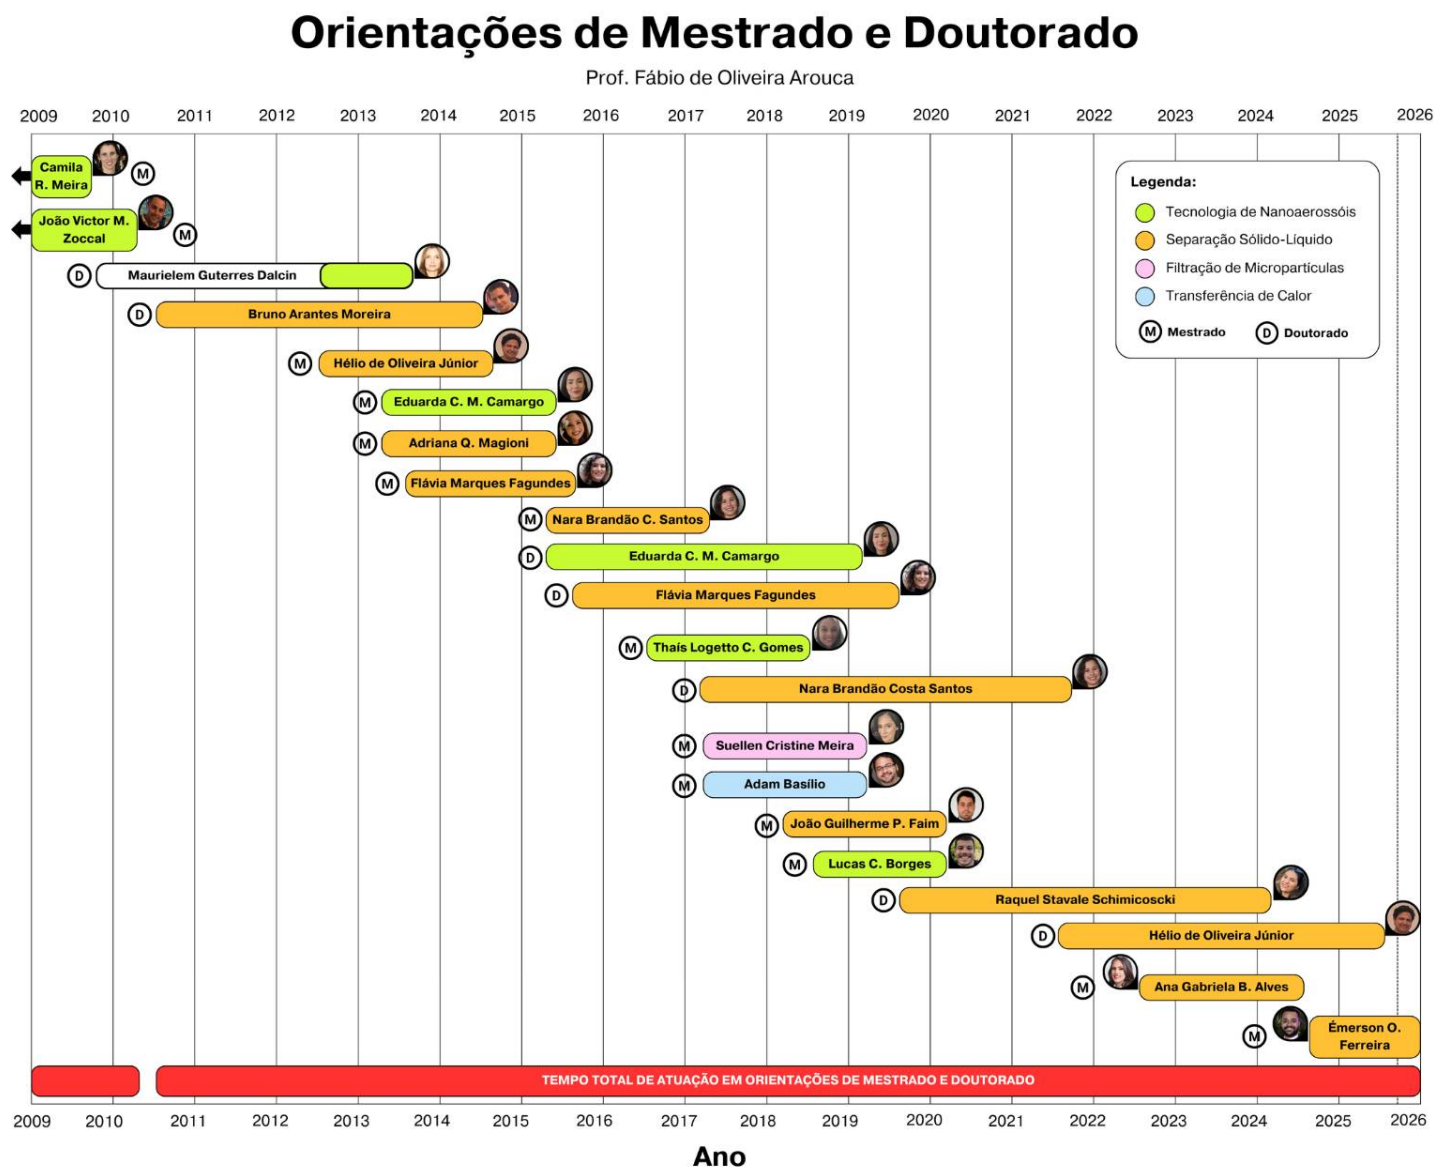 Orientações de Mestrado e Doutorado
Prof. Fábio de Oliveira Arouca
2009 2010 2011 2012 2013 2014 2015 2016 2017 2018 2019 2020 2021 2022 2023 2024 2025 2026
Camila
R. Meira
M
João Victor M.
Zoccal
M
Legenda:
Tecnologia de Nanoaerossóis
Separação Sólido-Líquido
Filtração de Micropartículas
Transferência de Calor
M Mestrado D Doutorado
D Maurielem Guterres Dalcin
D Bruno Arantes Moreira
M Hélio de Oliveira Júnior
M Eduarda C. M. Camargo
M Adriana Q. Magioni
M Flávia Marques Fagundes
M Nara Brandão C. Santos
D Eduarda C. M. Camargo
D Flávia Marques Fagundes
M Thaís Logetto C. Gomes
D Nara Brandão Costa Santos
M Suellen Cristine Meira
M Adam Basílio
M João Guilherme P. Faim
M Lucas C. Borges
D Raquel Stavale Schimicoscki
D Hélio de Oliveira Júnior
M Ana Gabriela B. Alves
M Émerson O.
Ferreira
TEMPO TOTAL DE ATUAÇÃO EM ORIENTAÇÕES DE MESTRADO E DOUTORADO
2009 2010 2011 2012 2013 2014 2015 2016 2017 2018 2019 2020 2021 2022 2023 2024 2025 2026
Ano